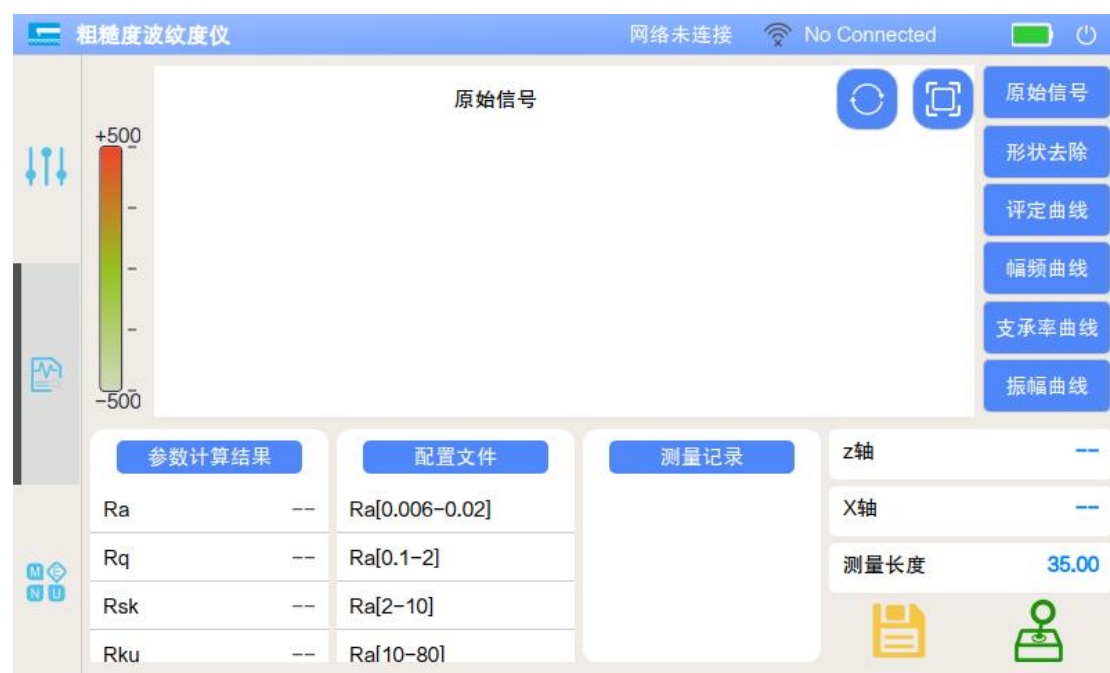 粗糙度波纹度仪
网络未连接 No Connected
原始信号
+500
-500
原始信号
形状去除
评定曲线
幅频曲线
支承率曲线
振幅曲线
参数计算结果
Ra --
Rq --
Rsk --
Rku --
配置文件
Ra[0.006-0.02]
Ra[0.1-2]
Ra[2-10]
Ra[10-80]
测量记录
z轴 --
X轴 --
测量长度 35.00
M E
N U